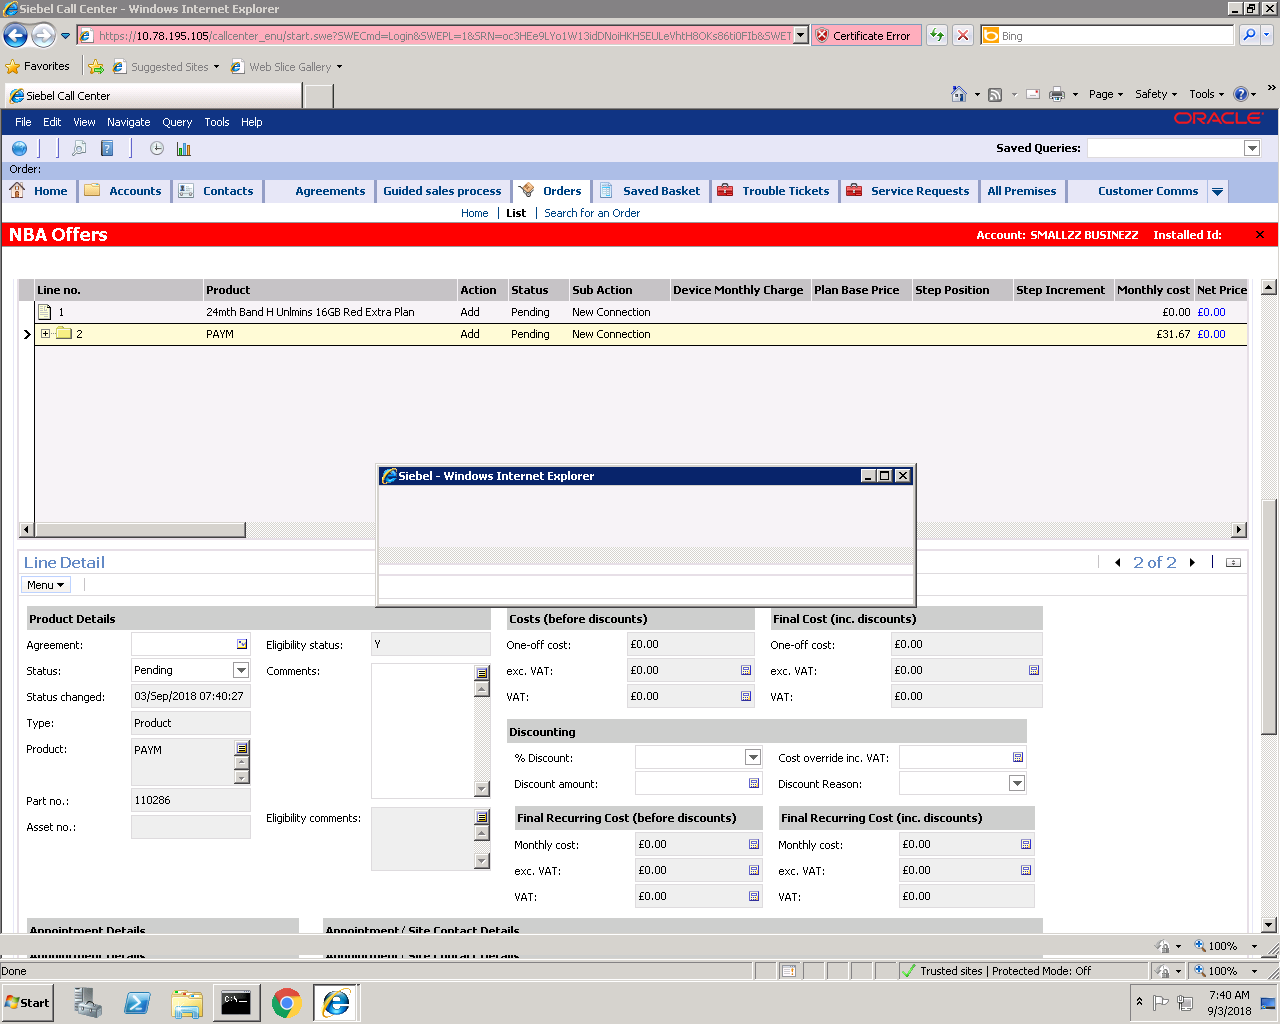 Siebel Call Center - Windows Internet Explorer
https://10.78.195.105/callcenter_enu/start.swe?SWECmd=Login&SWEPL=1&SRN=oc3HEe9LYo1W13idDNoiHKHSEULeVhtH8OKs86ti0FIb&SWET Certificate Error Bing
Favorites Suggested Sites Web Slice Gallery
Siebel Call Center Page Safety Tools
File Edit View Navigate Query Tools Help ORACLE
Saved Queries:
Order:
Home Accounts Contacts Agreements Guided sales process Orders Saved Basket Trouble Tickets Service Requests All Premises Customer Comms
Home List Search for an Order
NBA Offers Account: SMALLZZ BUSINEZZ Installed Id:
Line no. Product Action Status Sub Action Device Monthly Charge Plan Base Price Step Position Step Increment Monthly cost Net Price
1 24mth Band H Unlmins 16GB Red Extra Plan Add Pending New Connection £0.00 £0.00
2 PAYM Add Pending New Connection £31.67 £0.00
Siebel - Windows Internet Explorer
Line Detail 2 of 2
Menu
Product Details Costs (before discounts) Final Cost (inc. discounts)
Agreement: Eligibility status: Y One-off cost: £0.00 One-off cost: £0.00
Status: Pending Comments: exc. VAT: £0.00 exc. VAT: £0.00
Status changed: 03/Sep/2018 07:40:27 VAT: £0.00 VAT: £0.00
Type: Product
Discounting
Product: PAYM
% Discount: Cost override inc. VAT:
Discount amount: Discount Reason:
Part no.: 110286
Eligibility comments: Final Recurring Cost (before discounts) Final Recurring Cost (inc. discounts)
Asset no.:
Monthly cost: £0.00 Monthly cost: £0.00
exc. VAT: £0.00 exc. VAT: £0.00
VAT: £0.00 VAT: £0.00
Appointment Details Appointment/ Site Contact Details
100%
Appointment Details Appointment/ Site Contact Details
Done Trusted sites | Protected Mode: Off 100%
Start 7:40 AM
9/3/2018